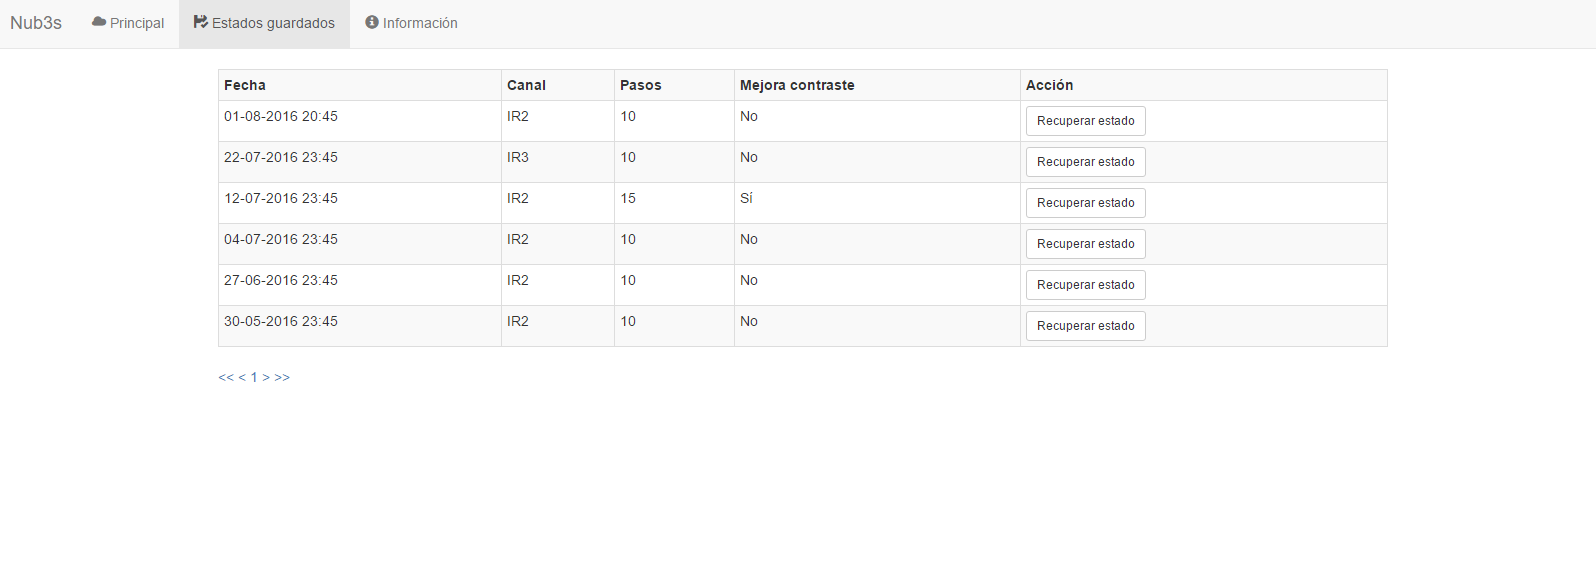 Nub3s Principal Estados guardados Información
Fecha Canal Pasos Mejora contraste Acción
01-08-2016 20:45 IR2 10 No Recuperar estado
22-07-2016 23:45 IR3 10 No Recuperar estado
12-07-2016 23:45 IR2 15 Sí Recuperar estado
04-07-2016 23:45 IR2 10 No Recuperar estado
27-06-2016 23:45 IR2 10 No Recuperar estado
30-05-2016 23:45 IR2 10 No Recuperar estado
<< < 1 > >>